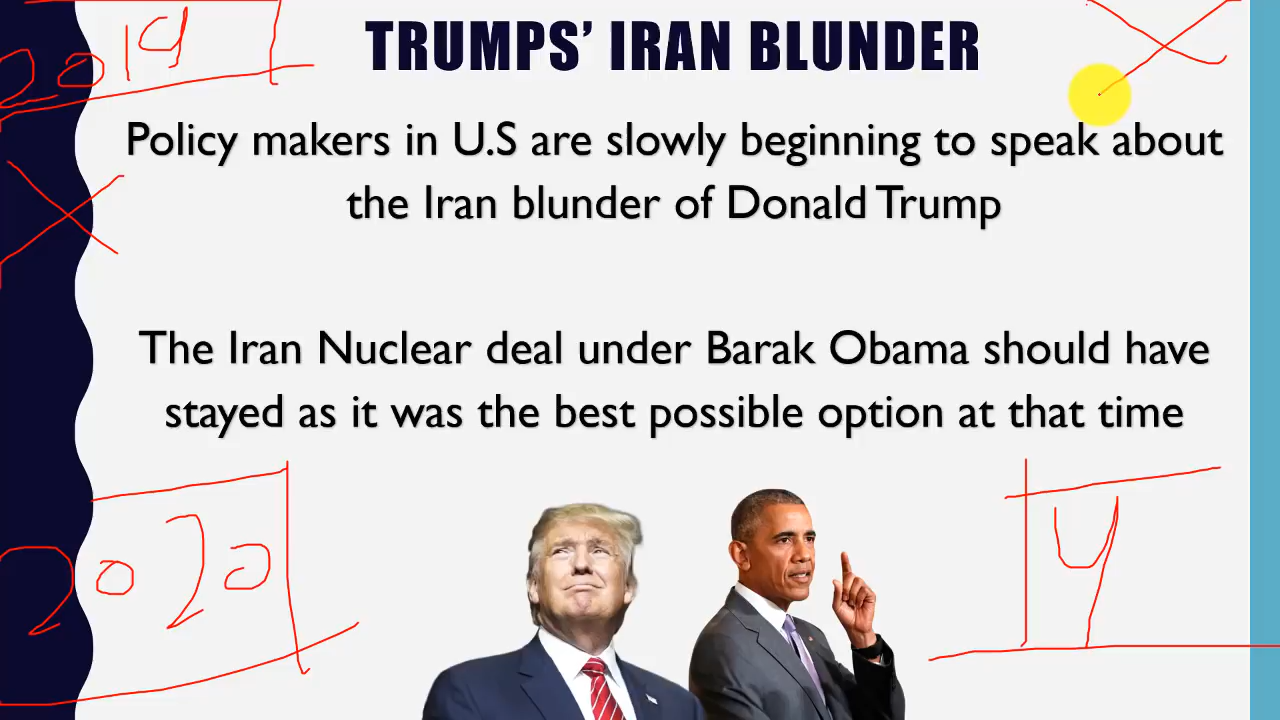 TRUMPS' IRAN BLUNDER
2019
Policy makers in U.S are slowly beginning to speak about
the Iran blunder of Donald Trump
The Iran Nuclear deal under Barak Obama should have
stayed as it was the best possible option at that time
2020